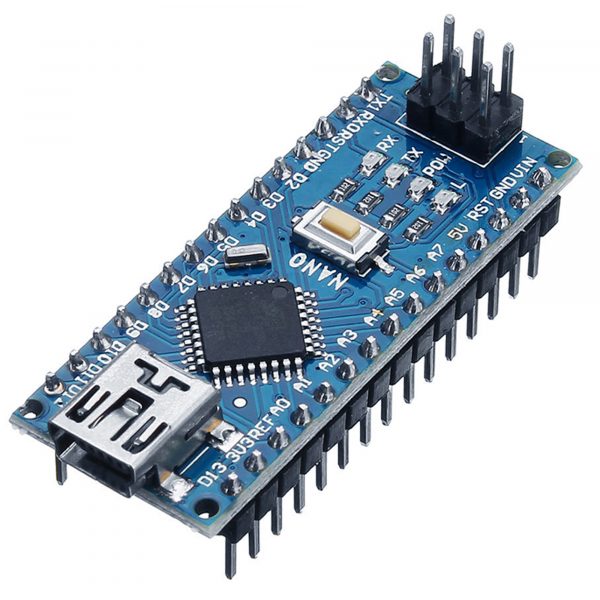 TX1 RX0 RST GND D2 D3 D4 D5 D6 D7 D8 D9 D10 D11 D12
RX
TX
POW
L
NANO
D13 3V3 REF A0 A1 A2 A3 A4 A5 A6 A7 5V RST GND VIN